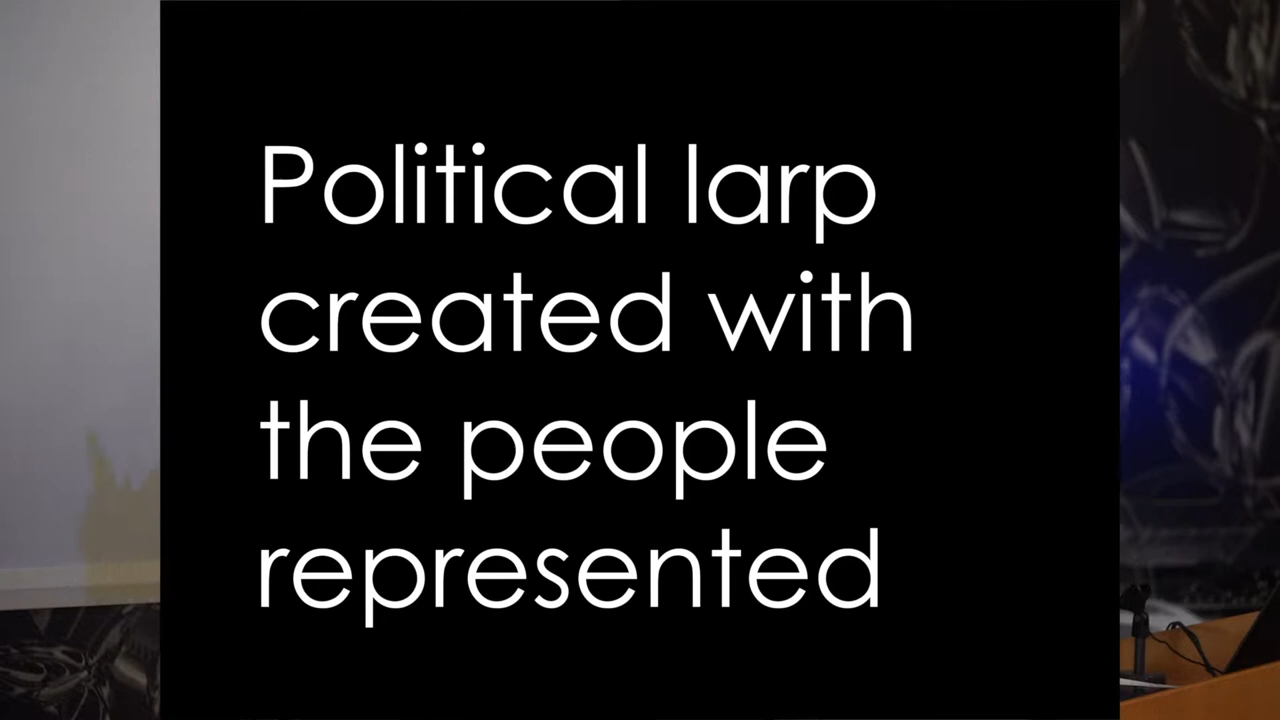 Political larp
created with
the people
represented